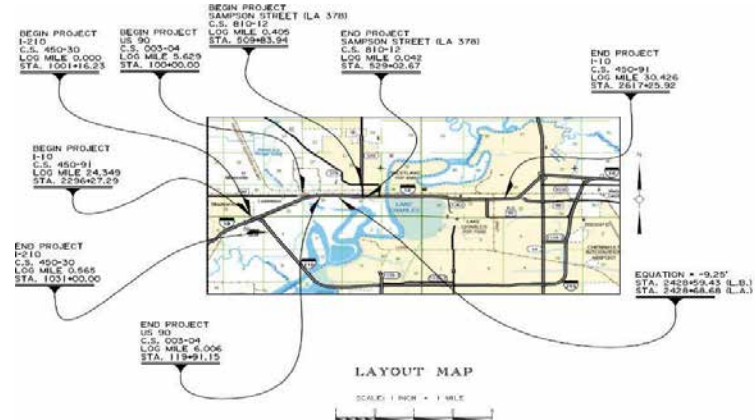 BEGIN PROJECT
I-210
C.S. 450-30
LOG MILE 0.000
STA. 1001+16.23
BEGIN PROJECT
US 90
C.S. 003-04
LOG MILE 5.629
STA. 100+00.00
BEGIN PROJECT
SAMPSON STREET (LA 378)
C.S. 810-12
LOG MILE 0.405
STA. 509+83.94
END PROJECT
SAMPSON STREET (LA 378)
C.S. 810-12
LOG MILE 0.042
STA. 529+02.67
END PROJECT
I-10
C.S. 450-91
LOG MILE 30.426
STA. 2617+25.92
BEGIN PROJECT
I-10
C.S. 450-91
LOG MILE 24.349
STA. 2296+27.29
END PROJECT
I-210
C.S. 450-30
LOG MILE 0.565
STA. 1031+00.00
END PROJECT
US 90
C.S. 003-04
LOG MILE 6.006
STA. 119+91.15
EQUATION = -9.25'
STA. 2428+59.43 (L.B.)
STA. 2428+68.68 (L.A.)
WESTLAKE
LAKE
CHARLES
LAKE
CHARLES
N
LAYOUT MAP
SCALE: 1 INCH = 1 MILE